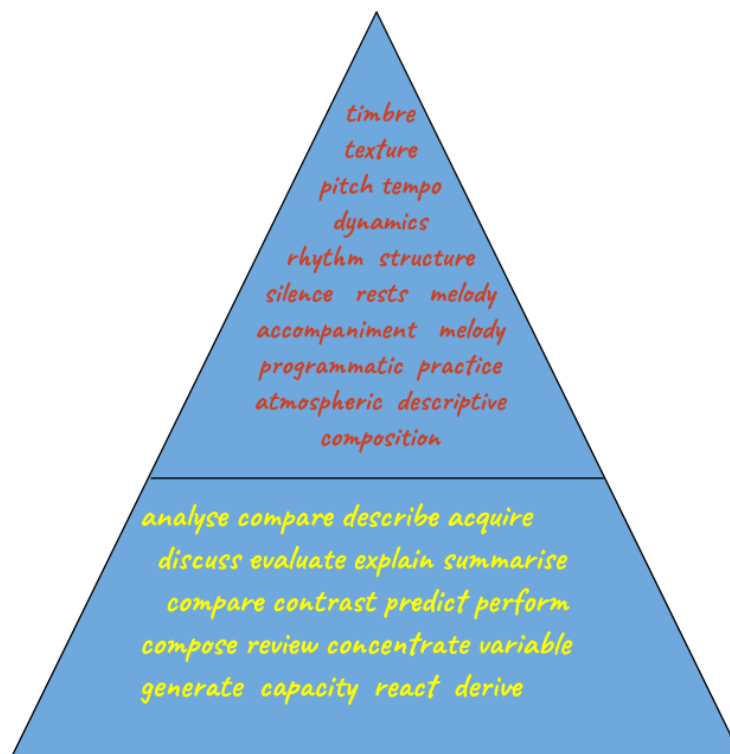 timbre
texture
pitch tempo
dynamics
rhythm structure
silence rests melody
accompaniment melody
programmatic practice
atmospheric descriptive
composition
analyse compare describe acquire
discuss evaluate explain summarise
compare contrast predict perform
compose review concentrate variable
generate capacity react derive